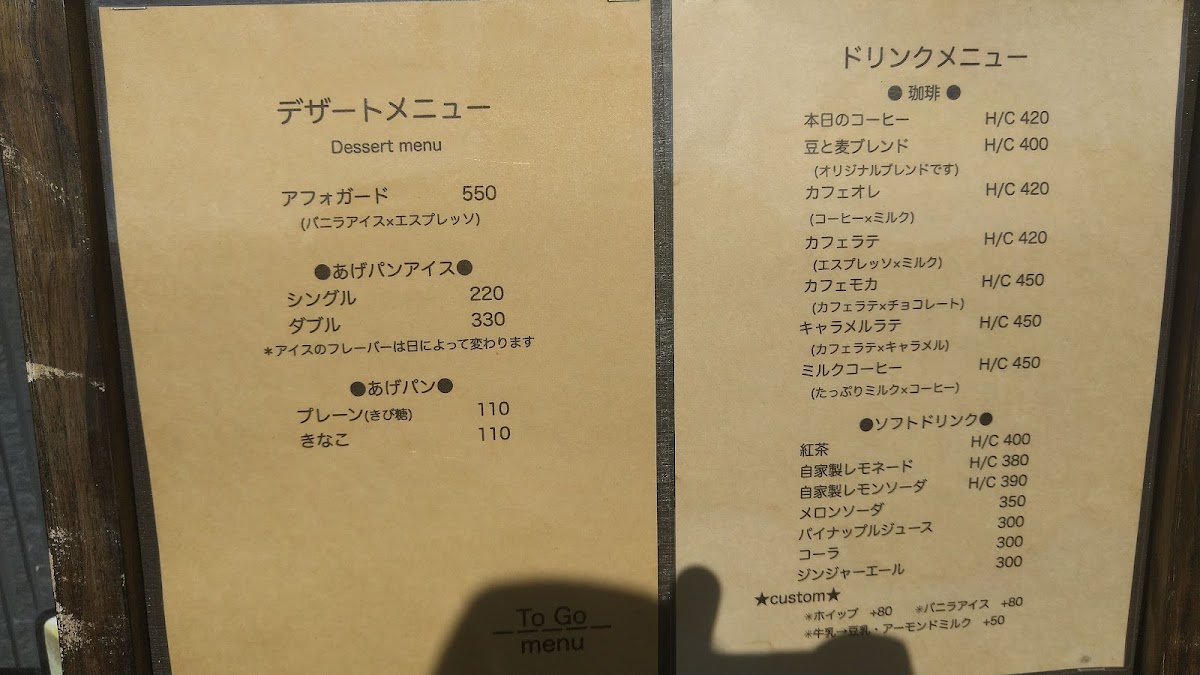 デザートメニュー
Dessert menu
アフォガード 550
(バニラアイス×エスプレッソ)
●あげパンアイス●
シングル 220
ダブル 330
*アイスのフレーバーは日によって変わります
●あげパン●
プレーン(きび糖) 110
きなこ 110
To Go
menu
ドリンクメニュー
● 珈琲 ●
本日のコーヒー H/C 420
豆と麦ブレンド H/C 400
(オリジナルブレンドです)
カフェオレ H/C 420
(コーヒー×ミルク)
カフェラテ H/C 420
(エスプレッソ×ミルク)
カフェモカ H/C 450
(カフェラテ×チョコレート)
キャラメルラテ H/C 450
(カフェラテ×キャラメル)
ミルクコーヒー H/C 450
(たっぷりミルク×コーヒー)
●ソフトドリンク●
紅茶 H/C 400
自家製レモネード H/C 380
自家製レモンソーダ H/C 390
メロンソーダ 350
パイナップルジュース 300
コーラ 300
ジンジャーエール 300
★custom★
*ホイップ +80 *バニラアイス +80
*牛乳→豆乳・アーモンドミルク +50